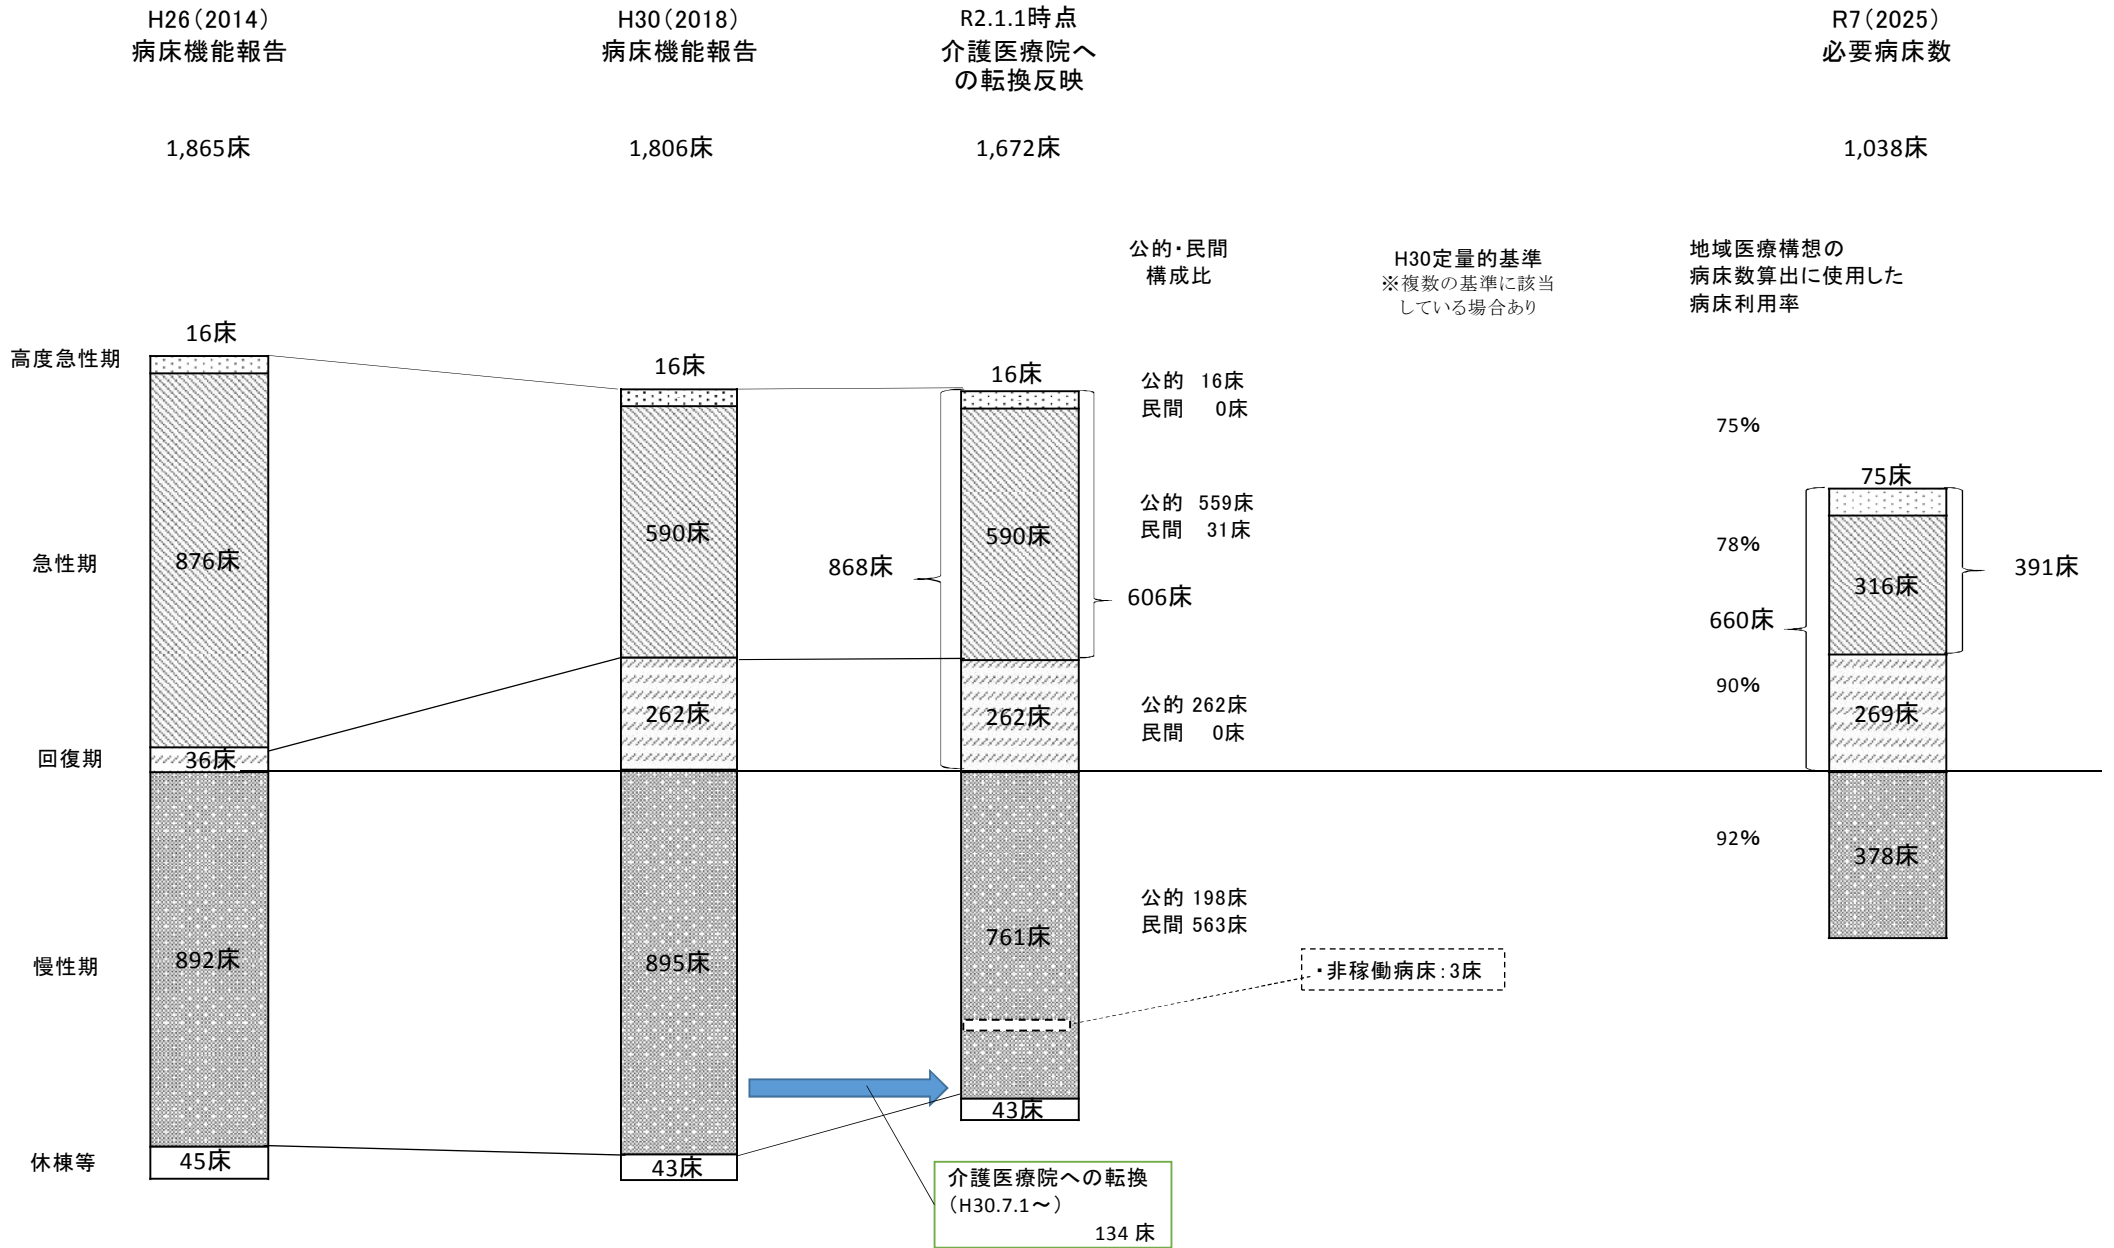 H26（2014）
病床機能報告
H30（2018）
病床機能報告
R2.1.1時点
介護医療院へ
の転換反映
R7（2025）
必要病床数
1,865床
1,806床
1,672床
1,038床
公的・民間
構成比
H30定量的基準
※複数の基準に該当
している場合あり
地域医療構想の
病床数算出に使用した
病床利用率
高度急性期
16床
16床
16床
公的 16床
民間 0床
75%
75床
急性期
876床
590床
868床
590床
606床
公的 559床
民間 31床
78%
660床
316床
391床
回復期
36床
262床
262床
公的 262床
民間 0床
90%
269床
慢性期
892床
895床
761床
公的 198床
民間 563床
・非稼働病床：3床
92%
378床
休棟等
45床
43床
43床
介護医療院への転換
（H30.7.1～）
134 床